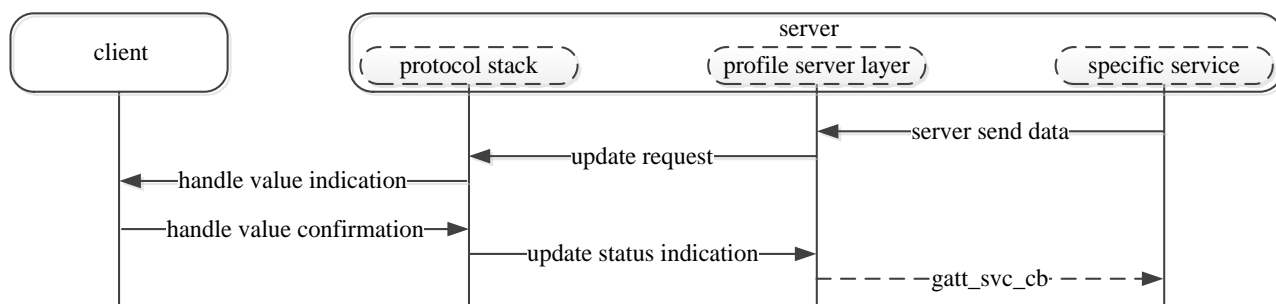 server
client
protocol stack
profile server layer
specific service
server send data
update request
handle value indication
handle value confirmation
update status indication
gatt_svc_cb